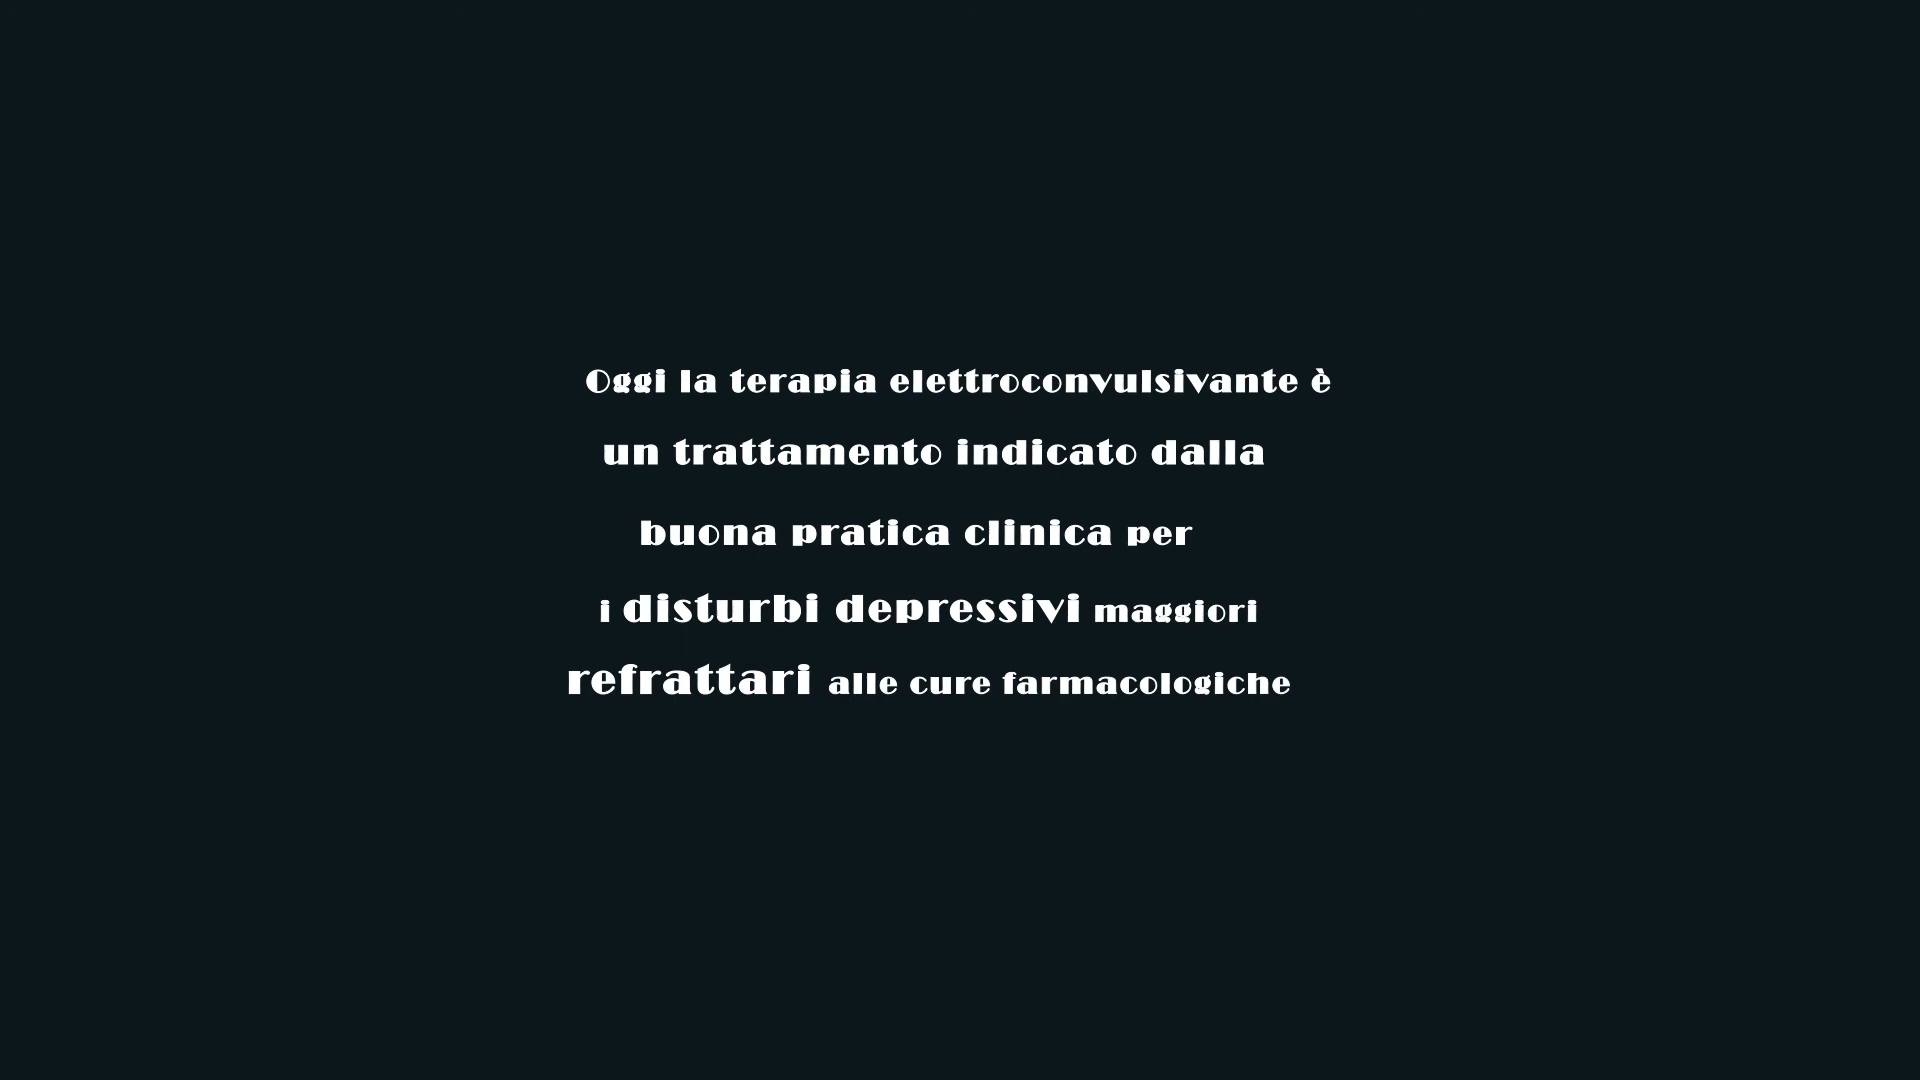 Oggi la terapia elettroconvulsivante è
un trattamento indicato dalla
buona pratica clinica per
i disturbi depressivi maggiori
refrattari alle cure farmacologiche